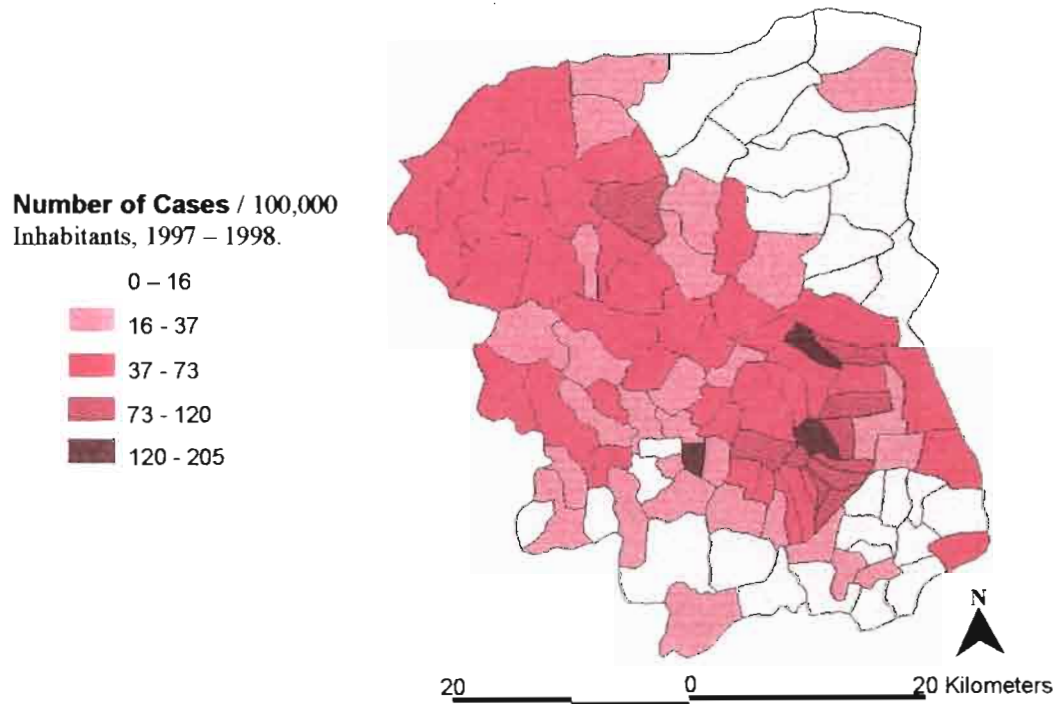 Number of Cases / 100,000
Inhabitants, 1997 – 1998.
0 – 16
16 - 37
37 - 73
73 - 120
120 - 205
N
20 0 20 Kilometers